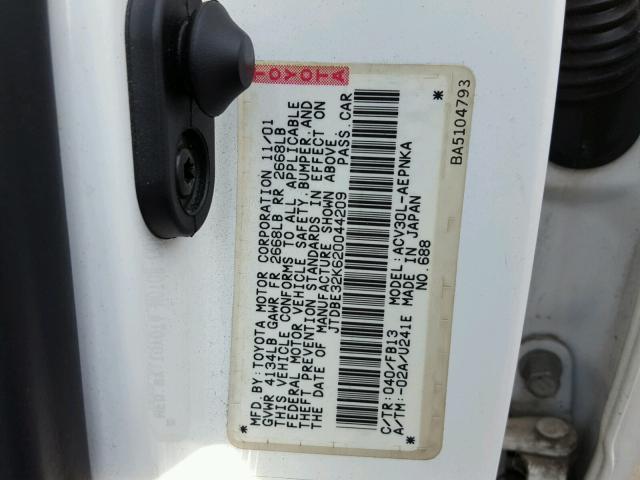 TOYOTA
MFD.BY:TOYOTA MOTOR CORPORATION 11/01
GVWR 4134LB GAWR FR 2668LB RR 2668LB
THIS VEHICLE CONFORMS TO ALL APPLICABLE
FEDERAL MOTOR VEHICLE SAFETY,BUMPER,AND
THEFT PREVENTION STANDARDS IN EFFECT ON
THE DATE OF MANUFACTURE SHOWN ABOVE.
JTDBE32K620044209 PASS.CAR
* *
C/TR:040/FB13 MODEL:ACV30L-AEPNKA
A/TM:-02A/U241E MADE IN JAPAN
NO.688
BA5104793